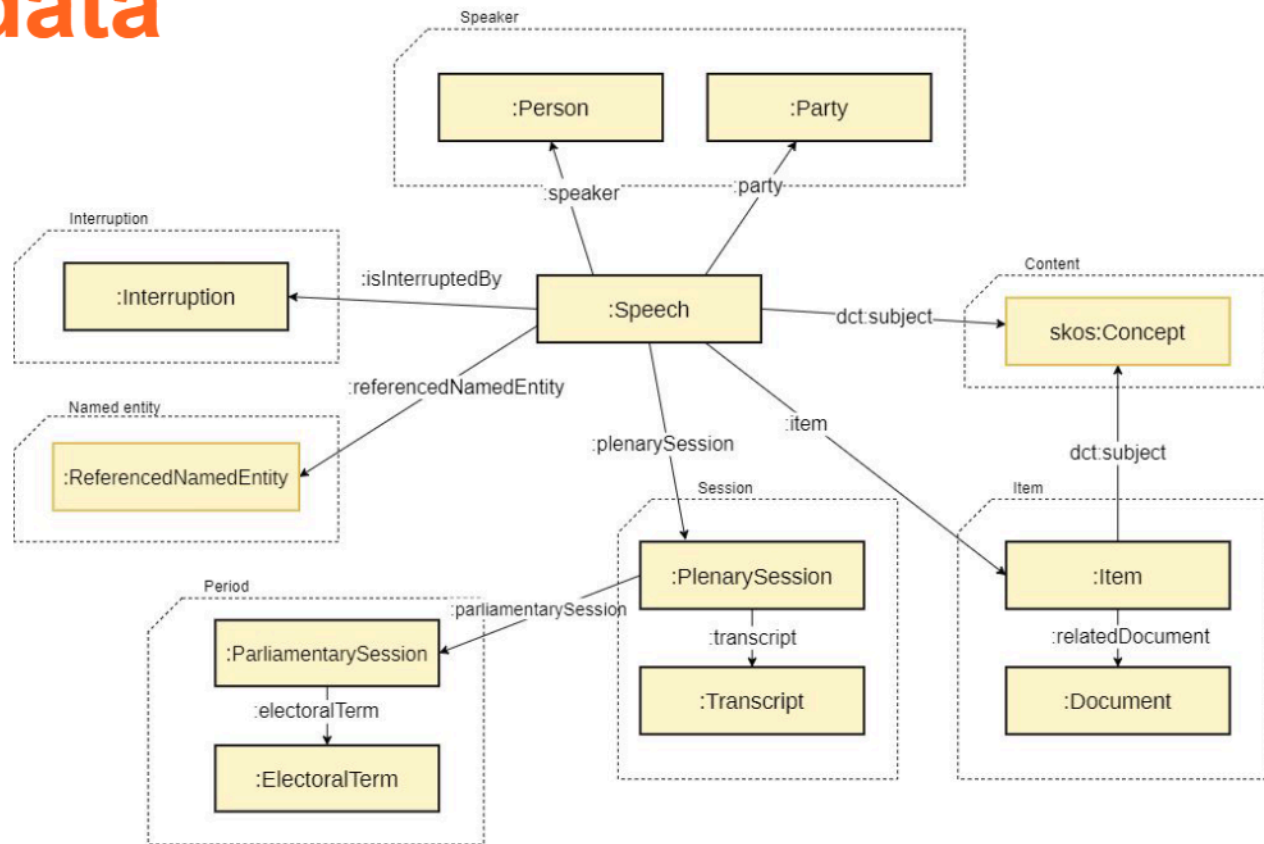 data
Speaker
:Person
:Party
:speaker
:party
Interruption
:Interruption
:isInterruptedBy
:Speech
dct:subject
Content
skos:Concept
:referencedNamedEntity
Named entity
:ReferencedNamedEntity
:plenarySession
:item
dct:subject
Session
Item
:PlenarySession
:Item
Period
:parliamentarySession
:transcript
:relatedDocument
:ParliamentarySession
:Transcript
:Document
:electoralTerm
:ElectoralTerm